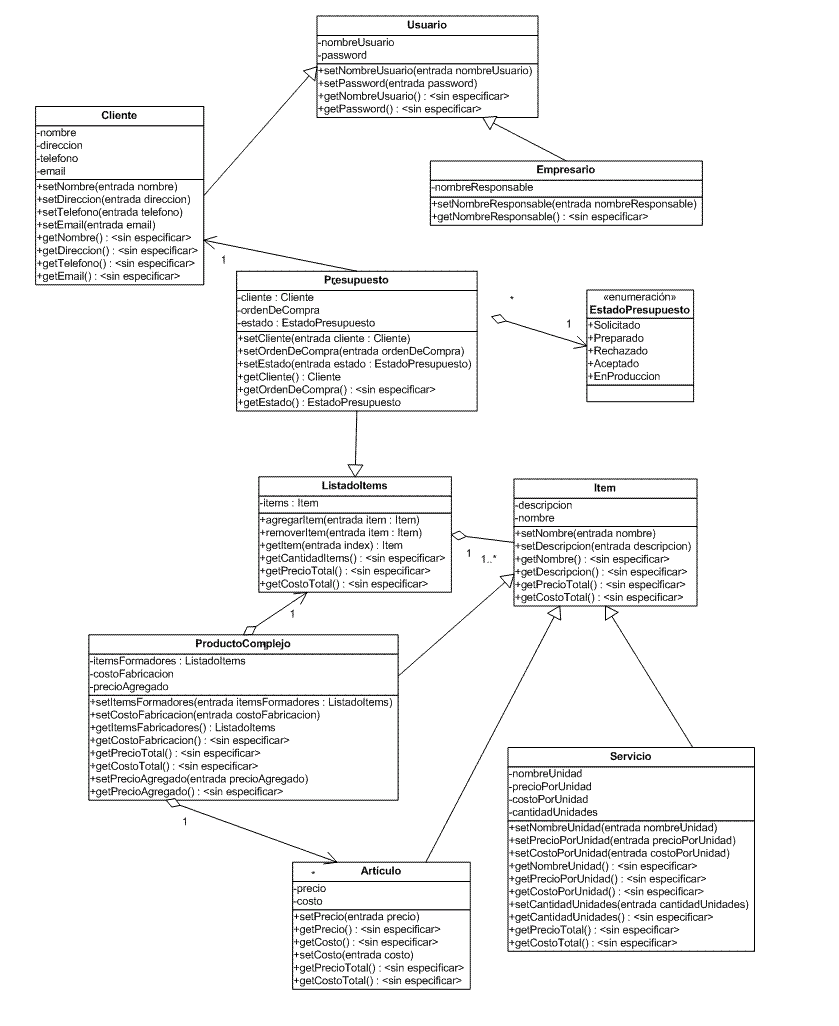 Usuario
-nombreUsuario
-password
+setNombreUsuario(entrada nombreUsuario)
+setPassword(entrada password)
+getNombreUsuario() : <sin especificar>
+getPassword() : <sin especificar>
Cliente
-nombre
-direccion
-telefono
-email
+setNombre(entrada nombre)
+setDireccion(entrada direccion)
+setTelefono(entrada telefono)
+setEmail(entrada email)
+getNombre() : <sin especificar>
+getDireccion() : <sin especificar>
+getTelefono() : <sin especificar>
+getEmail() : <sin especificar>
Empresario
-nombreResponsable
+setNombreResponsable(entrada nombreResponsable)
+getNombreResponsable() : <sin especificar>
1
Presupuesto
-cliente : Cliente
-ordenDeCompra
-estado : EstadoPresupuesto
+setCliente(entrada cliente : Cliente)
+setOrdenDeCompra(entrada ordenDeCompra)
+setEstado(entrada estado : EstadoPresupuesto)
+getCliente() : Cliente
+getOrdenDeCompra() : <sin especificar>
+getEstado() : EstadoPresupuesto
*
1
«enumeración»
EstadoPresupuesto
+Solicitado
+Preparado
+Rechazado
+Aceptado
+EnProduccion
ListadoItems
-items : Item
+agregarItem(entrada item : Item)
+removerItem(entrada item : Item)
+getItem(entrada index) : Item
+getCantidadItems() : <sin especificar>
+getPrecioTotal() : <sin especificar>
+getCostoTotal() : <sin especificar>
1
1..*
Item
-descripcion
-nombre
+setNombre(entrada nombre)
+setDescripcion(entrada descripcion)
+getNombre() : <sin especificar>
+getDescripcion() : <sin especificar>
+getPrecioTotal() : <sin especificar>
+getCostoTotal() : <sin especificar>
1
ProductoComplejo
-itemsFormadores : ListadoItems
-costoFabricacion
-precioAgregado
+setItemsFormadores(entrada itemsFormadores : ListadoItems)
+setCostoFabricacion(entrada costoFabricacion)
+getItemsFabricadores() : ListadoItems
+getCostoFabricacion() : <sin especificar>
+getPrecioTotal() : <sin especificar>
+getCostoTotal() : <sin especificar>
+setPrecioAgregado(entrada precioAgregado)
+getPrecioAgregado() : <sin especificar>
1
*
Servicio
-nombreUnidad
-precioPorUnidad
-costoPorUnidad
-cantidadUnidades
+setNombreUnidad(entrada nombreUnidad)
+setPrecioPorUnidad(entrada precioPorUnidad)
+setCostoPorUnidad(entrada costoPorUnidad)
+getNombreUnidad() : <sin especificar>
+getPrecioPorUnidad() : <sin especificar>
+getCostoPorUnidad() : <sin especificar>
+setCantidadUnidades(entrada cantidadUnidades)
+getCantidadUnidades() : <sin especificar>
+getPrecioTotal() : <sin especificar>
+getCostoTotal() : <sin especificar>
Artículo
-precio
-costo
+setPrecio(entrada precio)
+getPrecio() : <sin especificar>
+getCosto() : <sin especificar>
+setCosto(entrada costo)
+getPrecioTotal() : <sin especificar>
+getCostoTotal() : <sin especificar>